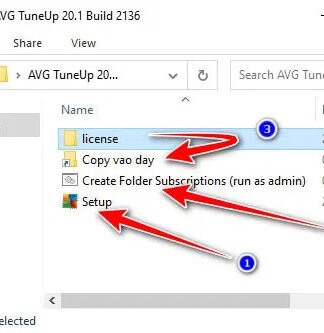 AVG TuneUp 20.1 Build 2136
Share View
AVG TuneUp 20... Search AVG Tune
Name
license
3
Copy vao day
Create Folder Subscriptions (run as admin)
Setup
1
elected